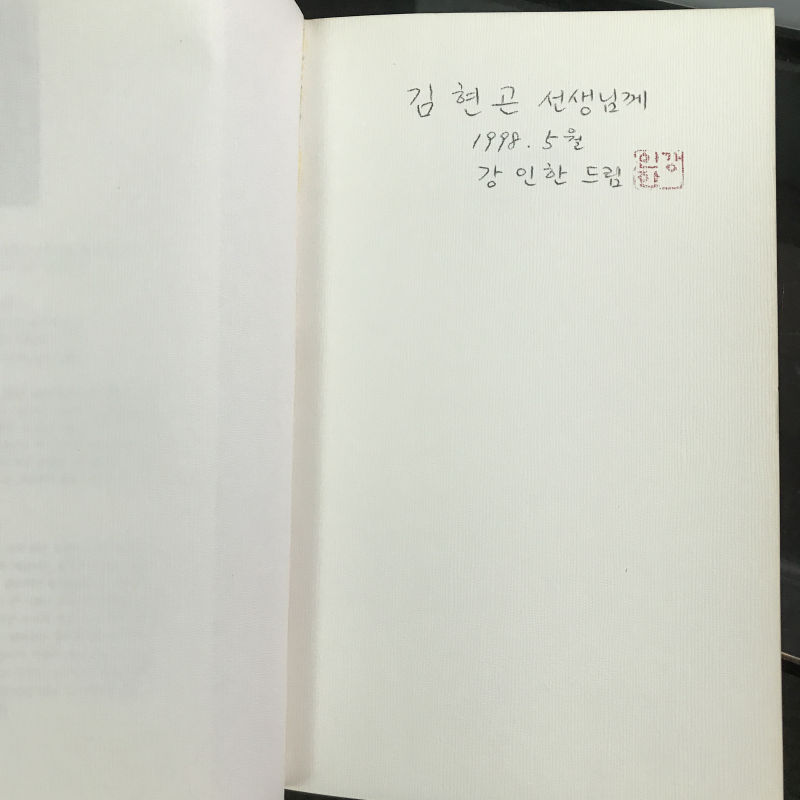 김현곤 선생님께
1998. 5월
강인한 드림